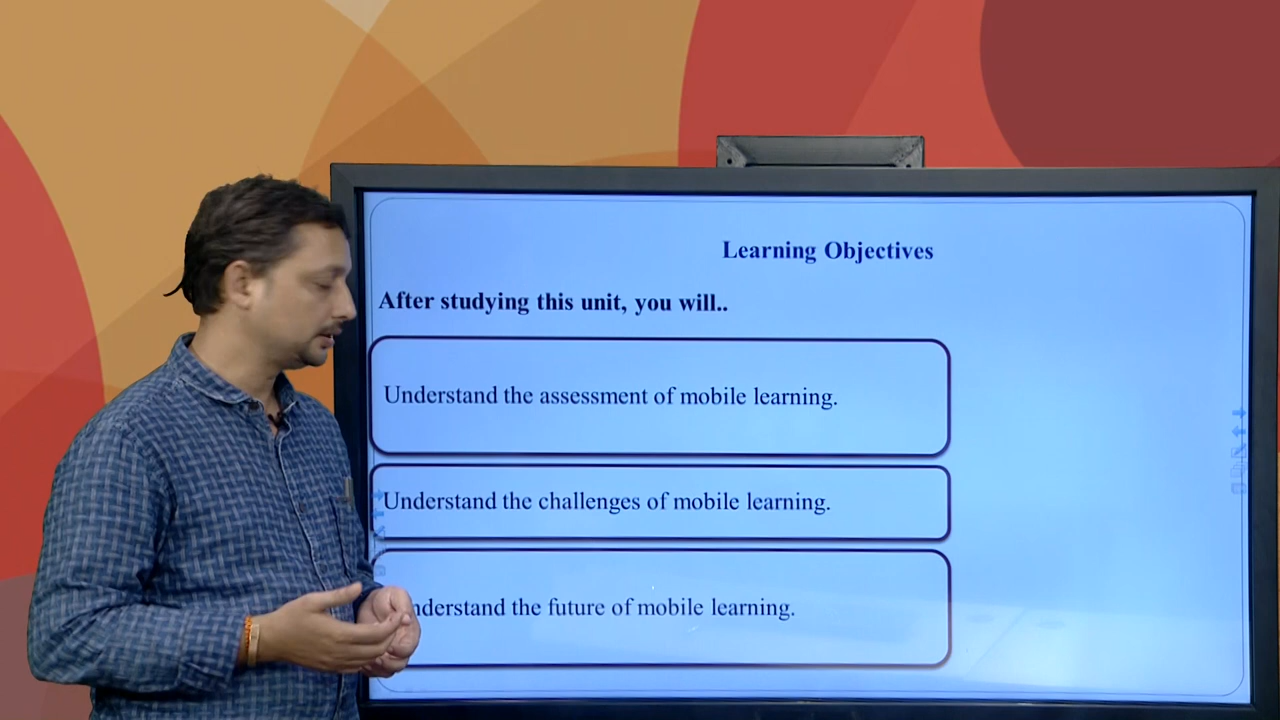 Learning Objectives
After studying this unit, you will..
Understand the assessment of mobile learning.
Understand the challenges of mobile learning.
nderstand the future of mobile learning.